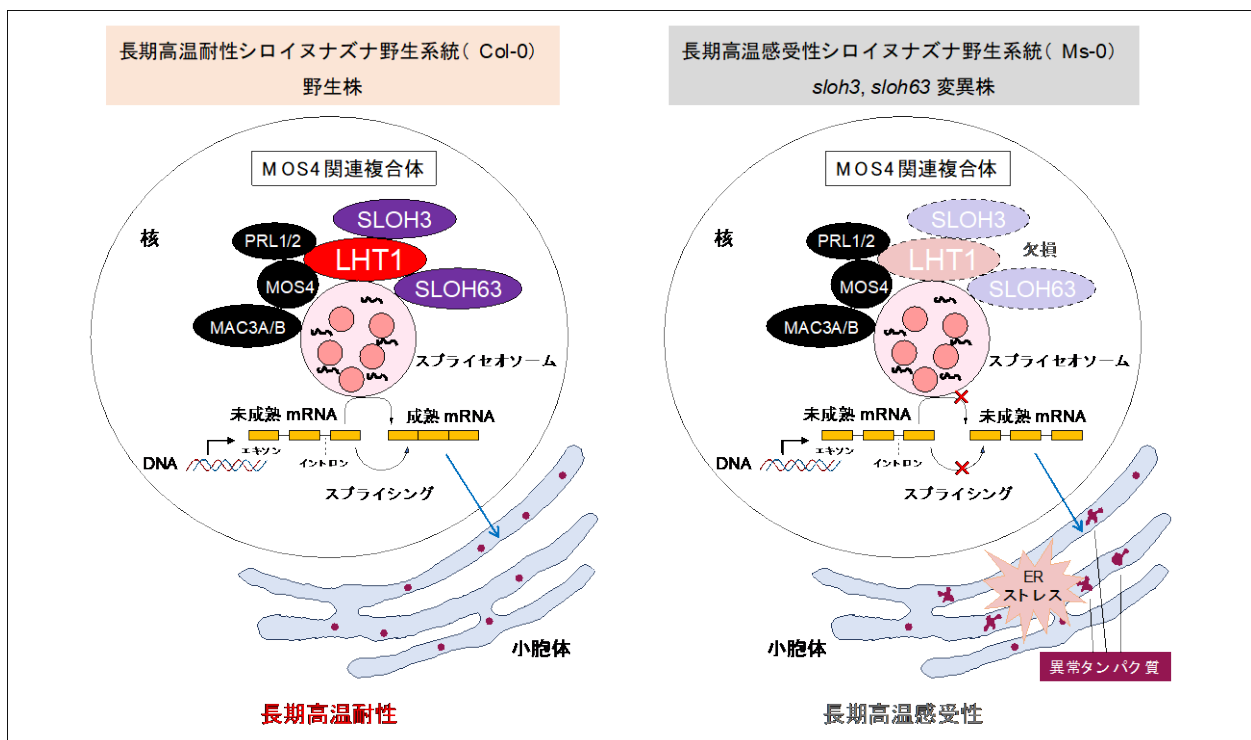 長期高温耐性シロイヌナズナ野生系統( Col-0)
野生株
MOS4関連複合体
核
SLOH3
PRL1/2
LHT1
MOS4
SLOH63
MAC3A/B
スプライセオソーム
未成熟 mRNA
成熟 mRNA
エキソン
イントロン
DNA
スプライシング
小胞体
長期高温耐性
長期高温感受性シロイヌナズナ野生系統( Ms-0)
sloh3, sloh63 変異株
MOS4関連複合体
核
SLOH3
PRL1/2
LHT1
欠損
MOS4
SLOH63
MAC3A/B
スプライセオソーム
未成熟 mRNA
未成熟 mRNA
エキソン
イントロン
DNA
スプライシング
ER
ストレス
小胞体
異常タンパク質
長期高温感受性